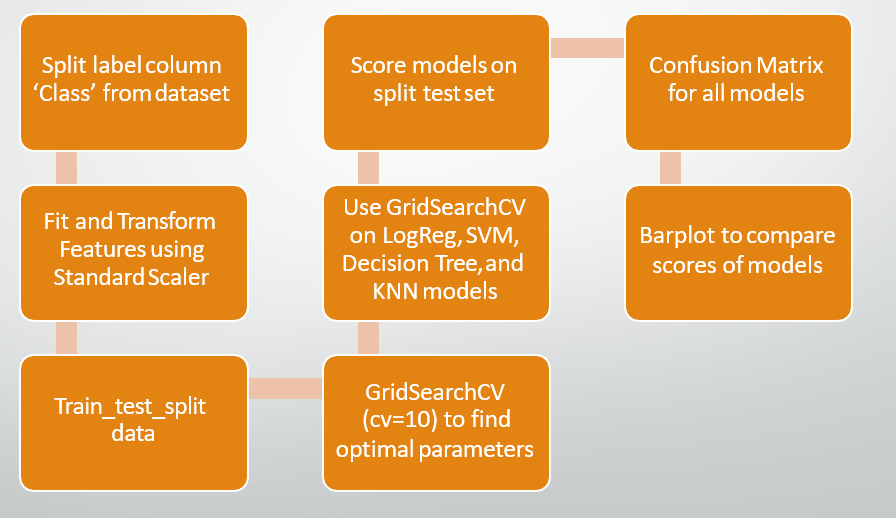 Split label column
‘Class’ from dataset
Fit and Transform
Features using
Standard Scaler
Train_test_split
data
GridSearchCV
(cv=10) to find
optimal parameters
Use GridSearchCV
on LogReg, SVM,
Decision Tree, and
KNN models
Score models on
split test set
Confusion Matrix
for all models
Barplot to compare
scores of models